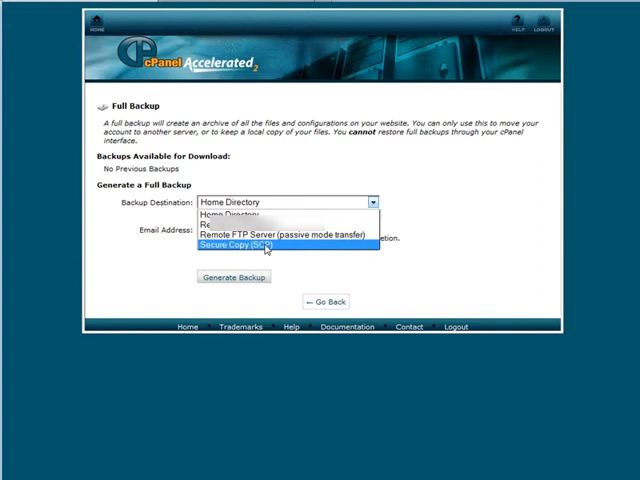 HOME
HELP
LOGOUT
cPanel Accelerated2
Full Backup
A full backup will create an archive of all the files and configurations on your website. You can only use this to move your
account to another server, or to keep a local copy of your files. You cannot restore full backups through your cPanel
interface.
Backups Available for Download:
No Previous Backups
Generate a Full Backup
Backup Destination:
Home Directory
Home Directory
Remote FTP Server (passive mode transfer)
Email Address:
Secure Copy (SCP)
Generate Backup
← Go Back
Home • Trademarks • Help • Documentation • Contact • Logout